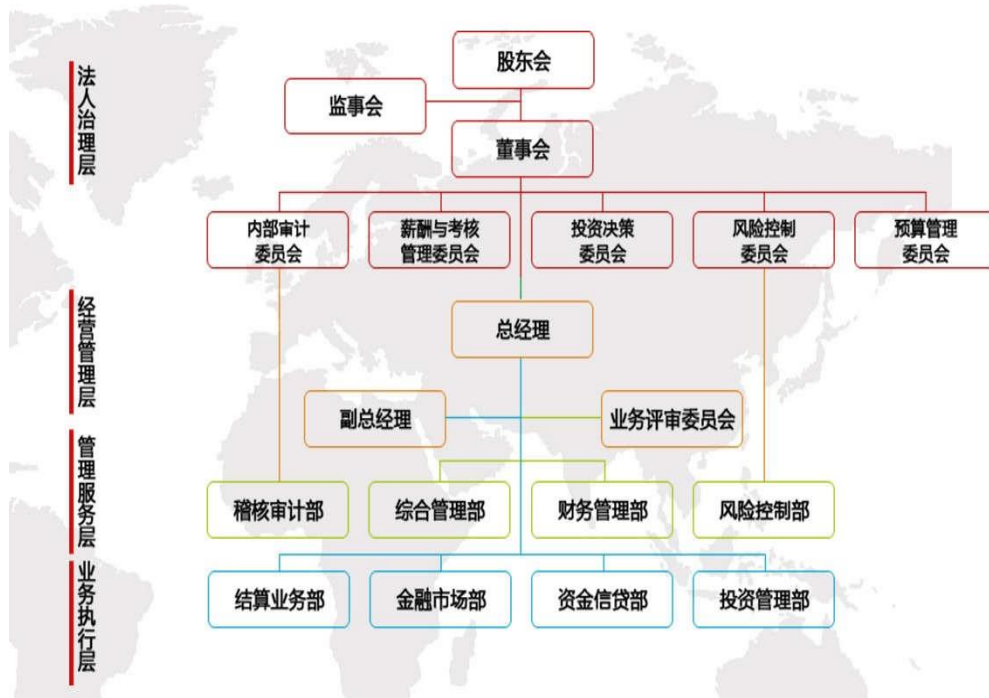 股东会
监事会
董事会
内部审计
委员会
薪酬与考核
管理委员会
投资决策
委员会
风险控制
委员会
预算管理
委员会
总经理
副总经理
业务评审委员会
稽核审计部
综合管理部
财务管理部
风险控制部
结算业务部
金融市场部
资金信贷部
投资管理部
法人治理层
经营管理层
管理服务层
业务执行层